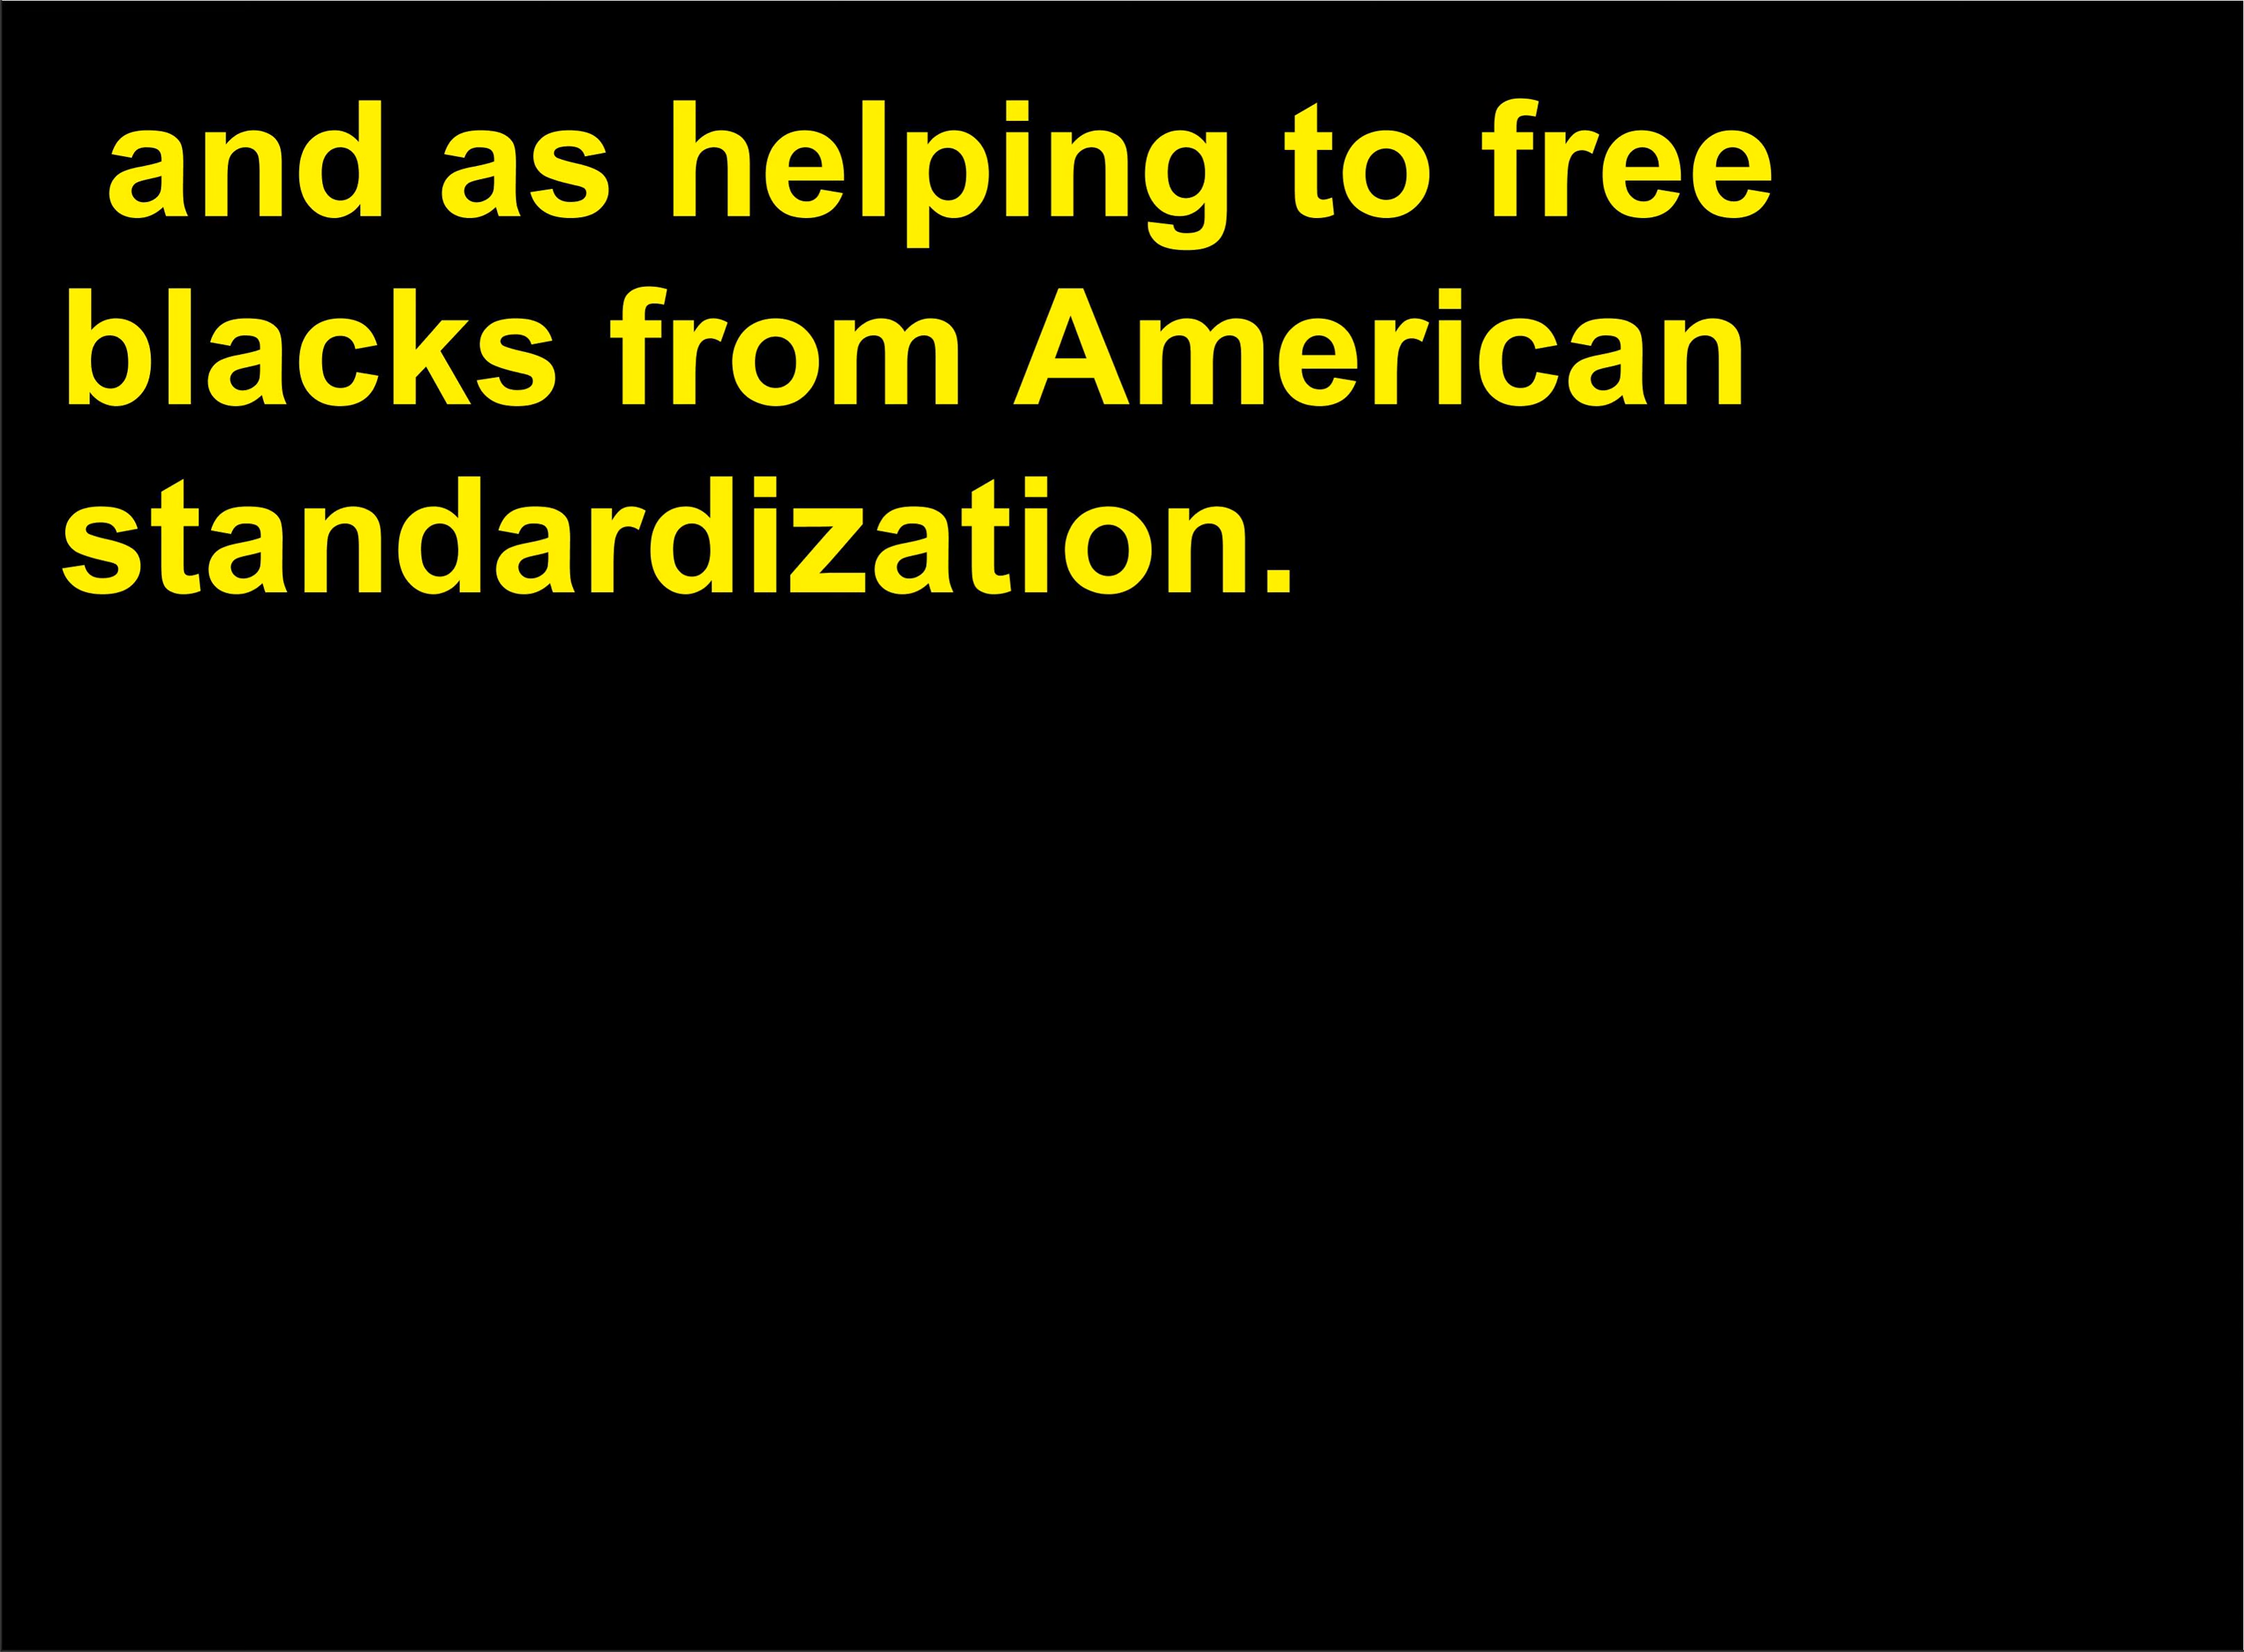 and as helping to free
blacks from American
standardization.